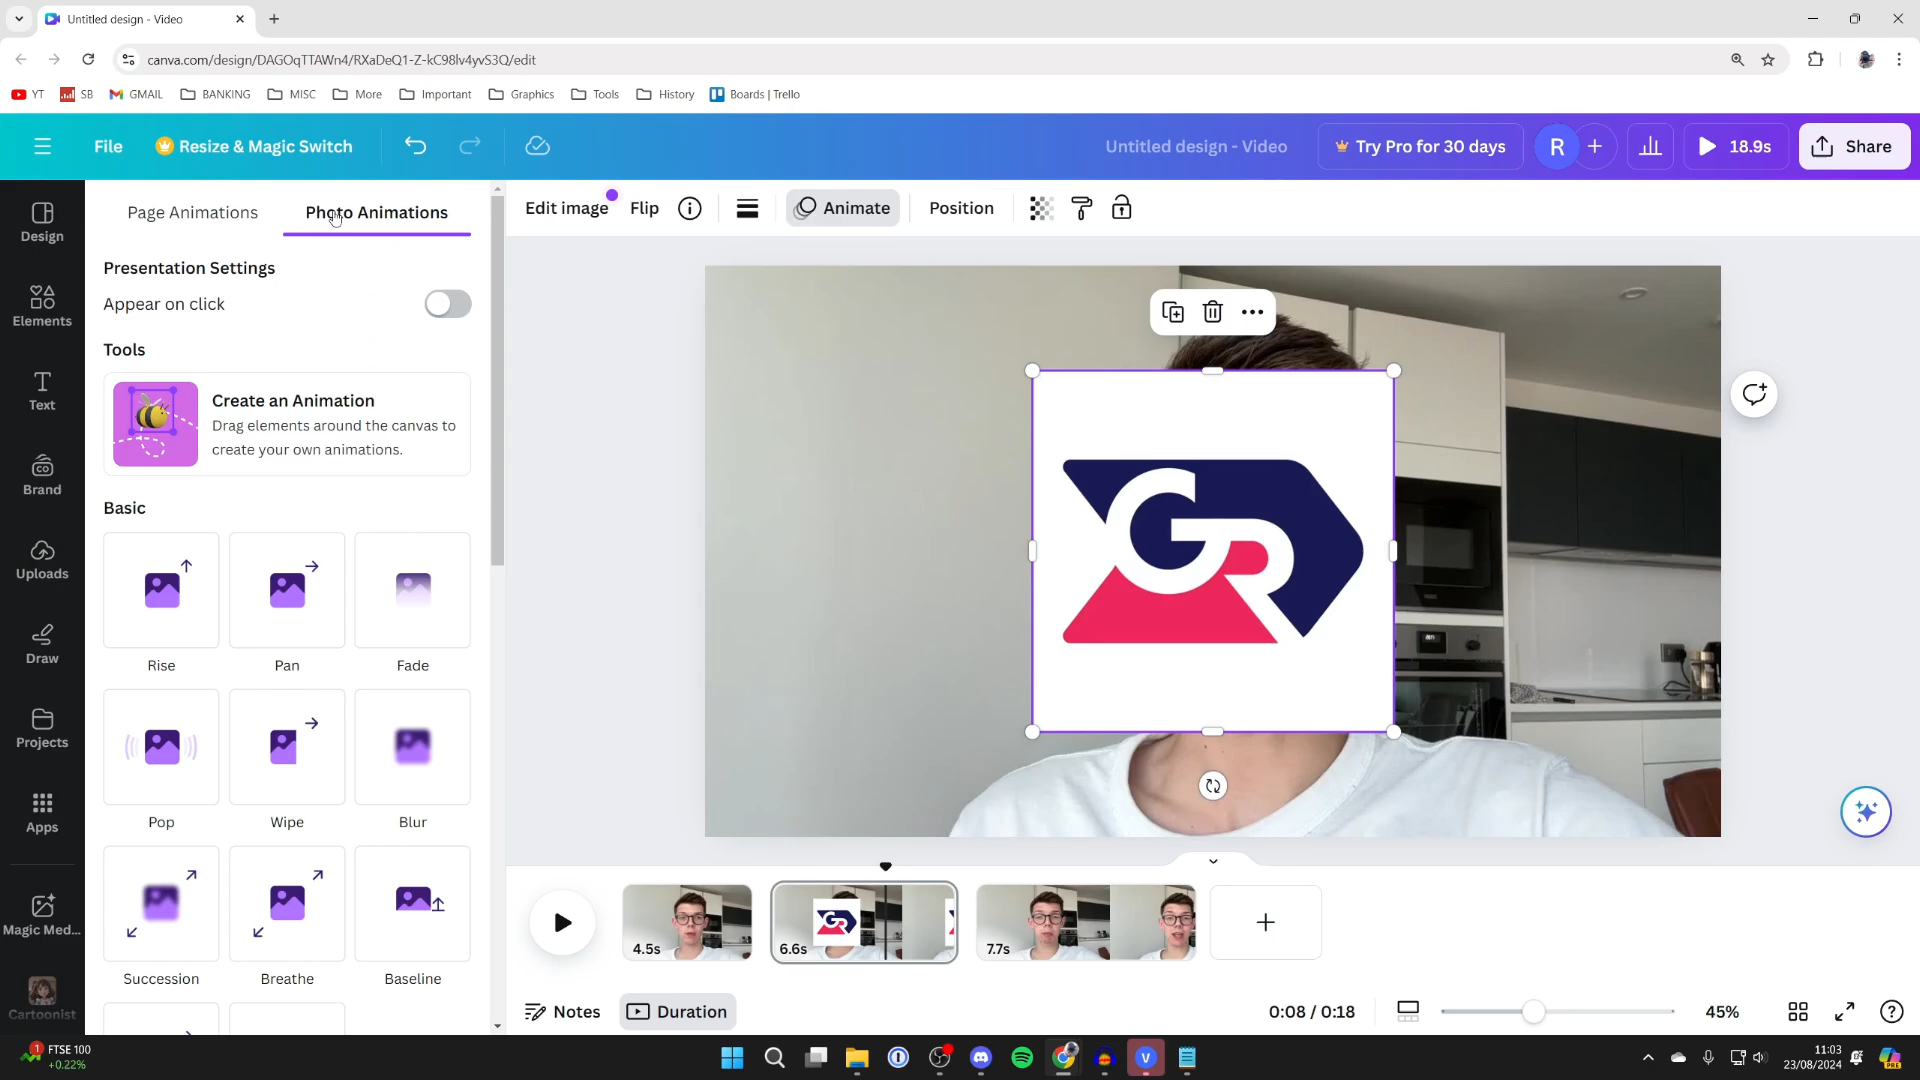 Untitled design - Video
canva.com/design/DAGOqTTAWn4/RXaDeQ1-Z-kC98lv4yvS3Q/edit
YT
SB
GMAIL
BANKING
MISC
More
Important
Graphics
Tools
History
Boards | Trello
File
Resize & Magic Switch
Untitled design - Video
Try Pro for 30 days
R
18.9s
Share
Design
Elements
Text
Brand
Uploads
Draw
Projects
Apps
Magic Med...
Cartoonist
Page Animations
Photo Animations
Presentation Settings
Appear on click
Tools
Create an Animation
Drag elements around the canvas to
create your own animations.
Basic
Rise
Pan
Fade
Pop
Wipe
Blur
Succession
Breathe
Baseline
Edit image
Flip
Animate
Position
GR
4.5s
6.6s
7.7s
Notes
Duration
0:08 / 0:18
45%
1
FTSE 100
+0.22%
11:03
23/08/2024